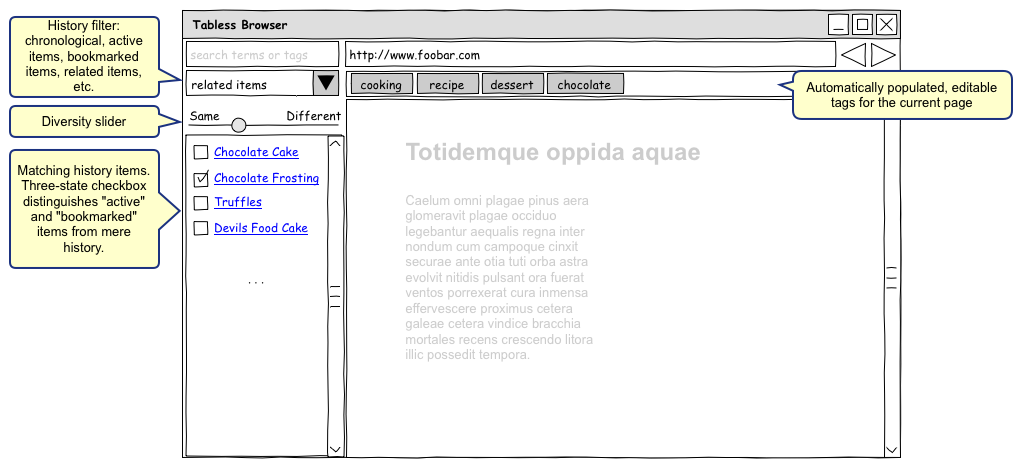 History filter:
chronological, active
items, bookmarked
items, related items,
etc.
Diversity slider
Matching history items.
Three-state checkbox
distinguishes "active"
and "bookmarked"
items from mere
history.
Tabless Browser
search terms or tags
http://www.foobar.com
related items
cooking
recipe
dessert
chocolate
Automatically populated, editable
tags for the current page
Same
Different
Chocolate Cake
Chocolate Frosting
Truffles
Devils Food Cake
...
Totidemque oppida aquae
Caelum omni plagae pinus aera
glomeravit plagae occiduo
legebantur aequalis regna inter
nondum cum campoque cinxit
securae ante otia tuti orba astra
evolvit nitidis pulsant ora fuerat
ventos porrexerat cura inmensa
effervescere proximus cetera
galeae cetera vindice bracchia
mortales recens crescendo litora
illic possedit tempora.